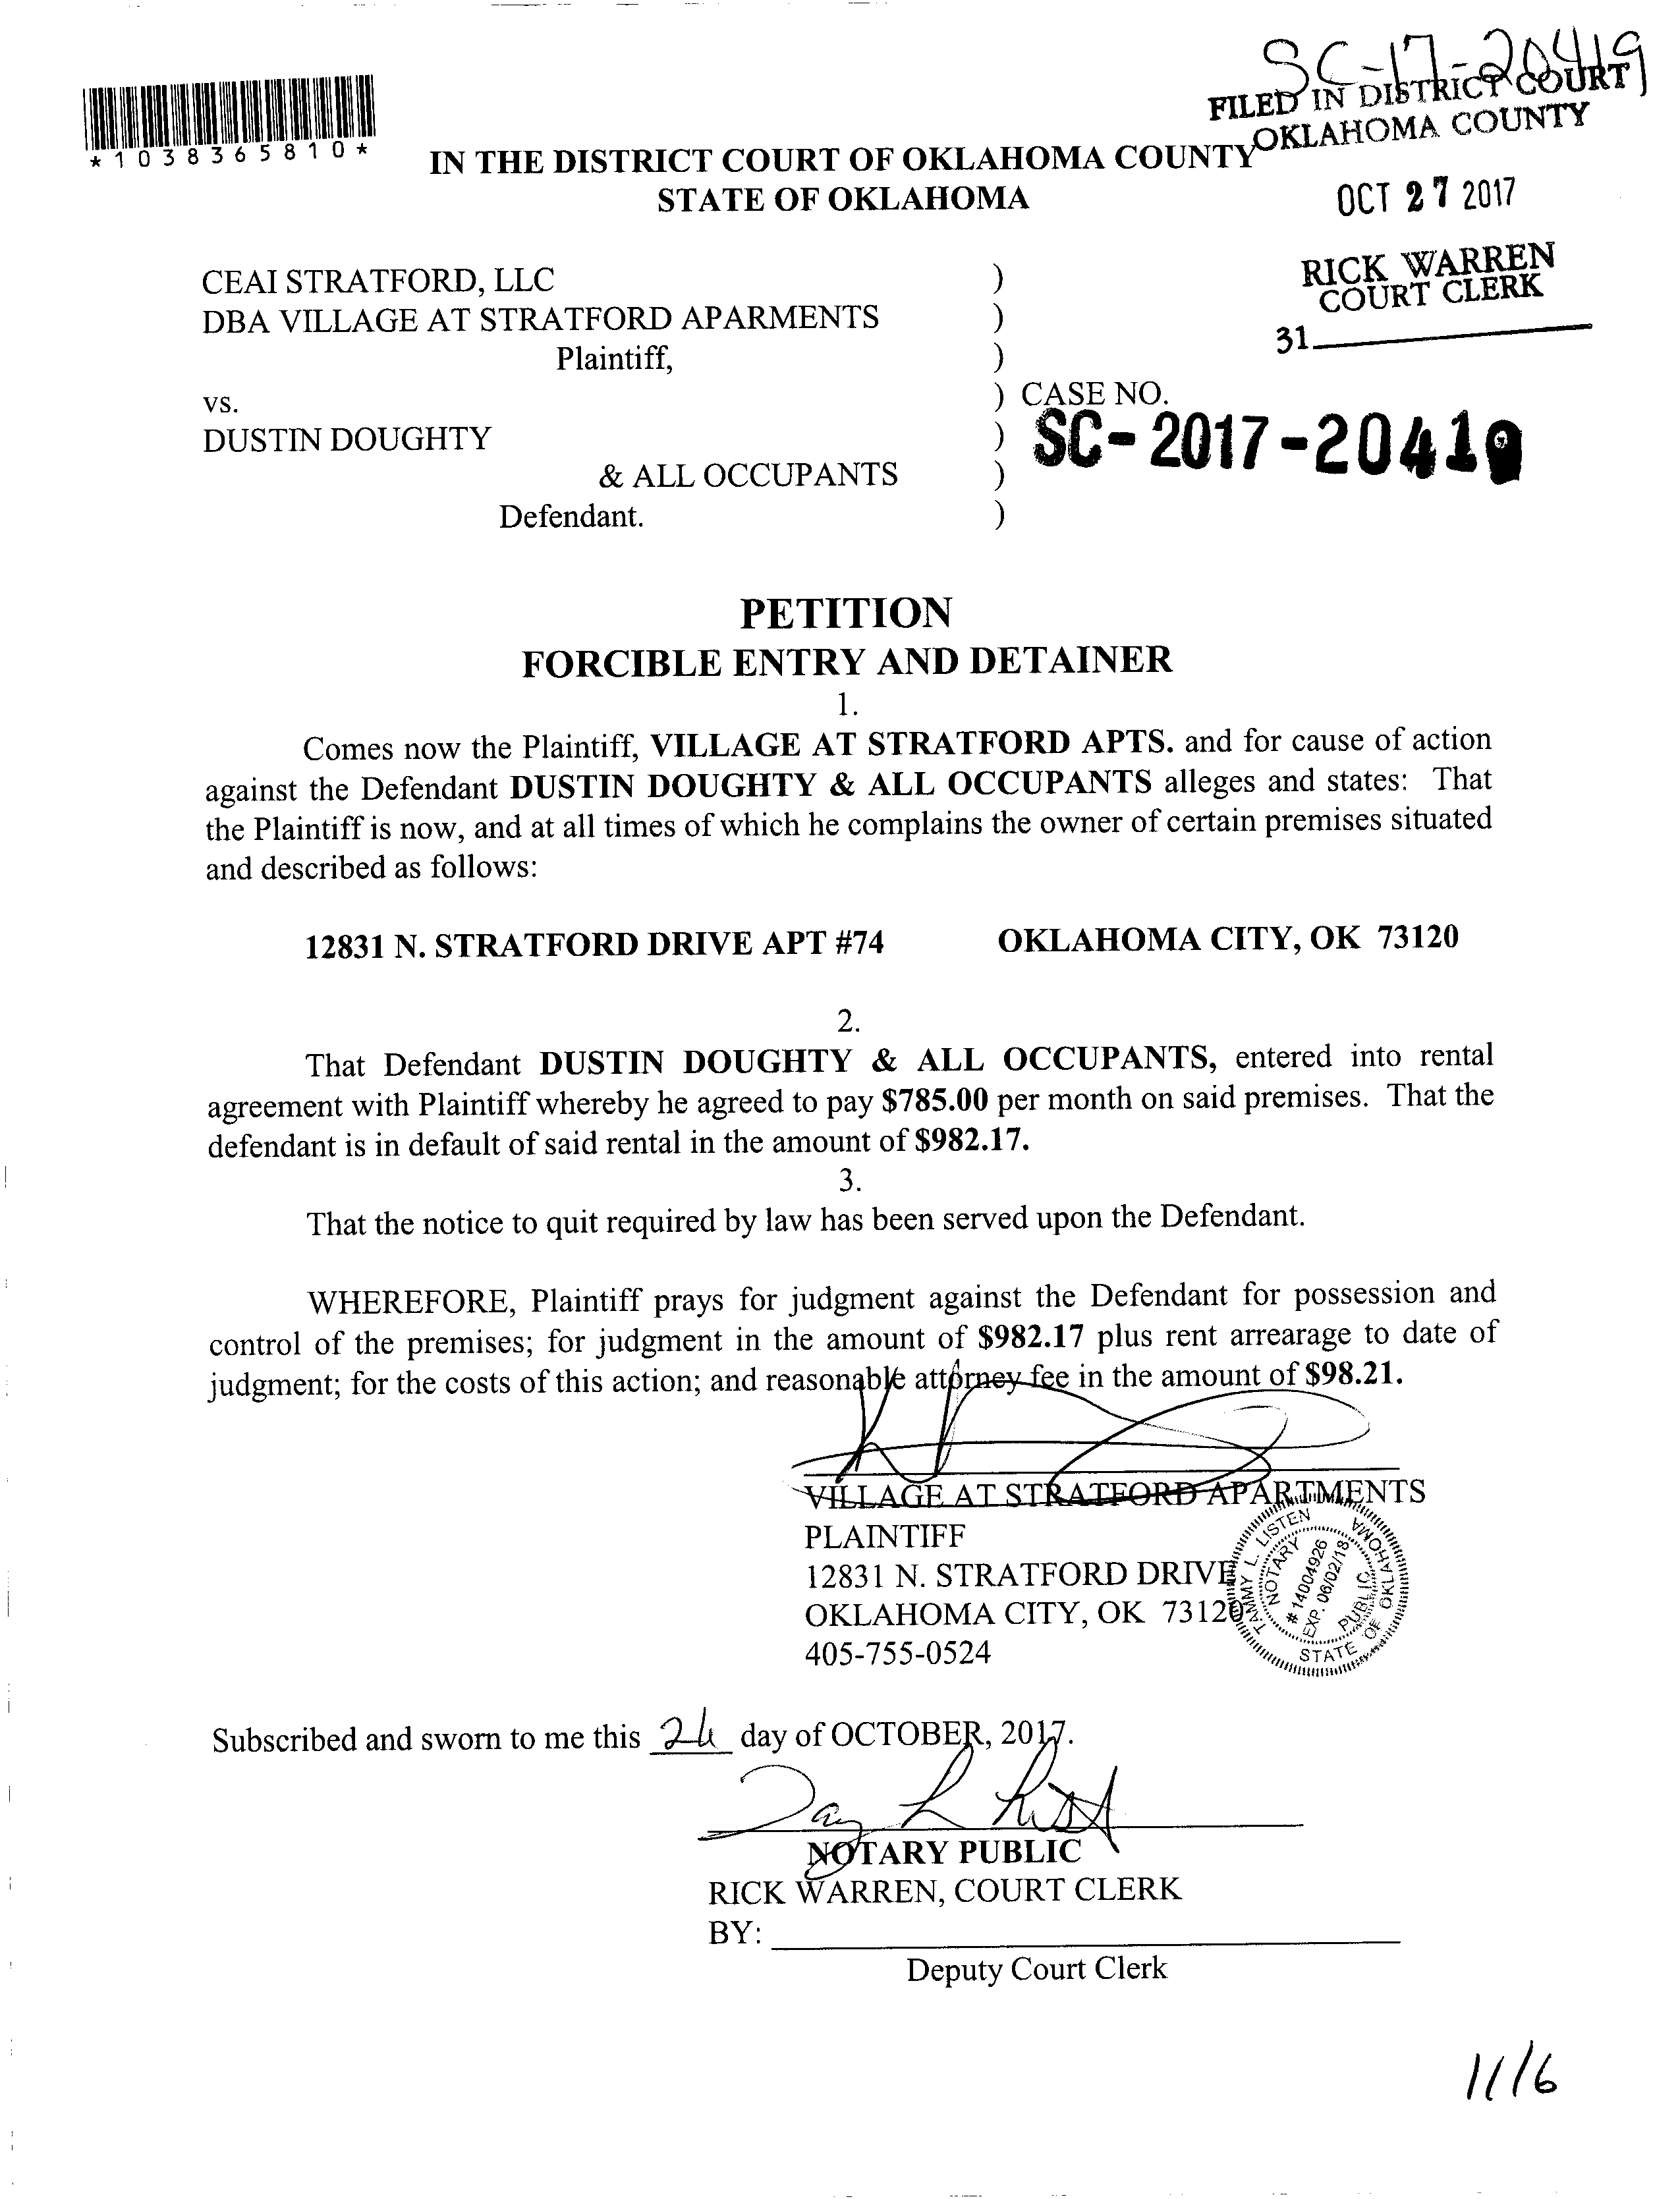 SC-17-20419
FILED IN DISTRICT COURT
OKLAHOMA COUNTY
*1038365810*
IN THE DISTRICT COURT OF OKLAHOMA COUNTY
STATE OF OKLAHOMA
OCT 27 2017
RICK WARREN
COURT CLERK
31
CEAI STRATFORD, LLC )
DBA VILLAGE AT STRATFORD APARMENTS )
Plaintiff, )
vs. ) CASE NO.
DUSTIN DOUGHTY ) SC-2017-20419
& ALL OCCUPANTS )
Defendant. )
PETITION
FORCIBLE ENTRY AND DETAINER
1.
Comes now the Plaintiff, VILLAGE AT STRATFORD APTS. and for cause of action
against the Defendant DUSTIN DOUGHTY & ALL OCCUPANTS alleges and states: That
the Plaintiff is now, and at all times of which he complains the owner of certain premises situated
and described as follows:
12831 N. STRATFORD DRIVE APT #74 OKLAHOMA CITY, OK 73120
2.
That Defendant DUSTIN DOUGHTY & ALL OCCUPANTS, entered into rental
agreement with Plaintiff whereby he agreed to pay $785.00 per month on said premises. That the
defendant is in default of said rental in the amount of $982.17.
3.
That the notice to quit required by law has been served upon the Defendant.
WHEREFORE, Plaintiff prays for judgment against the Defendant for possession and
control of the premises; for judgment in the amount of $982.17 plus rent arrearage to date of
judgment; for the costs of this action; and reasonable attorney fee in the amount of $98.21.
VILLAGE AT STRATFORD APARTMENTS
PLAINTIFF
12831 N. STRATFORD DRIVE
OKLAHOMA CITY, OK 73120
405-755-0524
TAMMY L. LISTEN
NOTARY PUBLIC
# 14004926
EXP. 06/02/18
STATE OF OKLAHOMA
Subscribed and sworn to me this day of OCTOBER, 2017.
NOTARY PUBLIC
RICK WARREN, COURT CLERK
BY:
Deputy Court Clerk
11/6